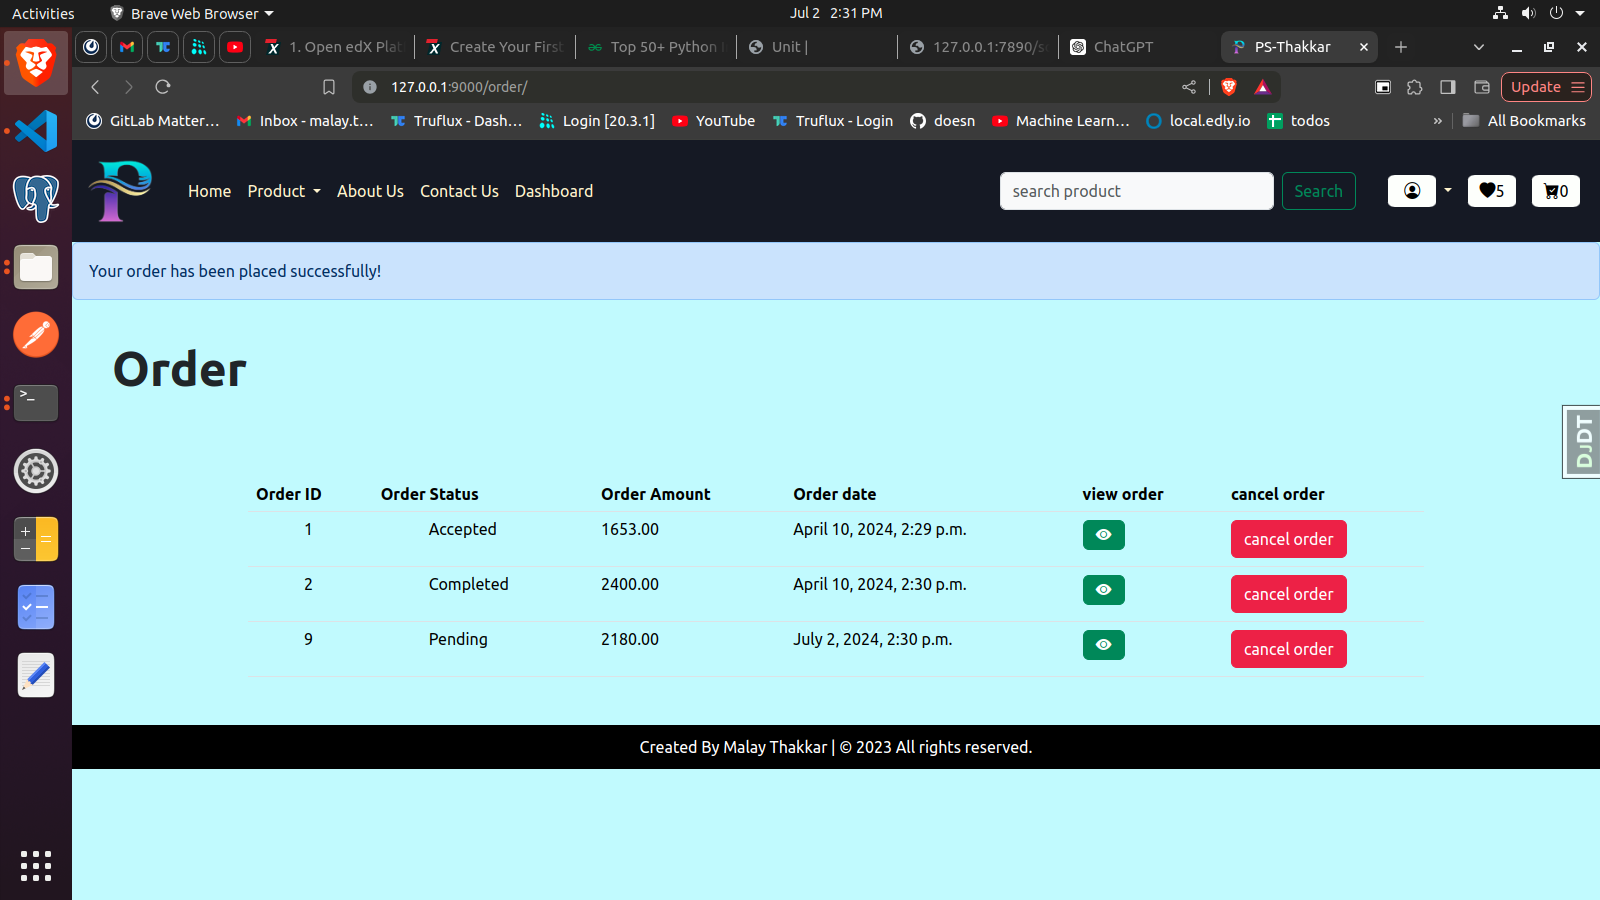 Activities Brave Web Browser Jul 2 2:31 PM
1. Open edX Pla Create Your First Top 50+ Python Unit | 127.0.0.1:7890/s ChatGPT PS-Thakkar
127.0.0.1:9000/order/ Update
GitLab Matter... Inbox - malay.t... Truflux - Dash... Login [20.3.1] YouTube Truflux - Login doesn Machine Learn... local.edly.io todos » All Bookmarks
Home Product About Us Contact Us Dashboard search product Search 5 0
Your order has been placed successfully!
Order
DJDT
Order ID Order Status Order Amount Order date view order cancel order
1 Accepted 1653.00 April 10, 2024, 2:29 p.m. cancel order
2 Completed 2400.00 April 10, 2024, 2:30 p.m. cancel order
9 Pending 2180.00 July 2, 2024, 2:30 p.m. cancel order
Created By Malay Thakkar | © 2023 All rights reserved.